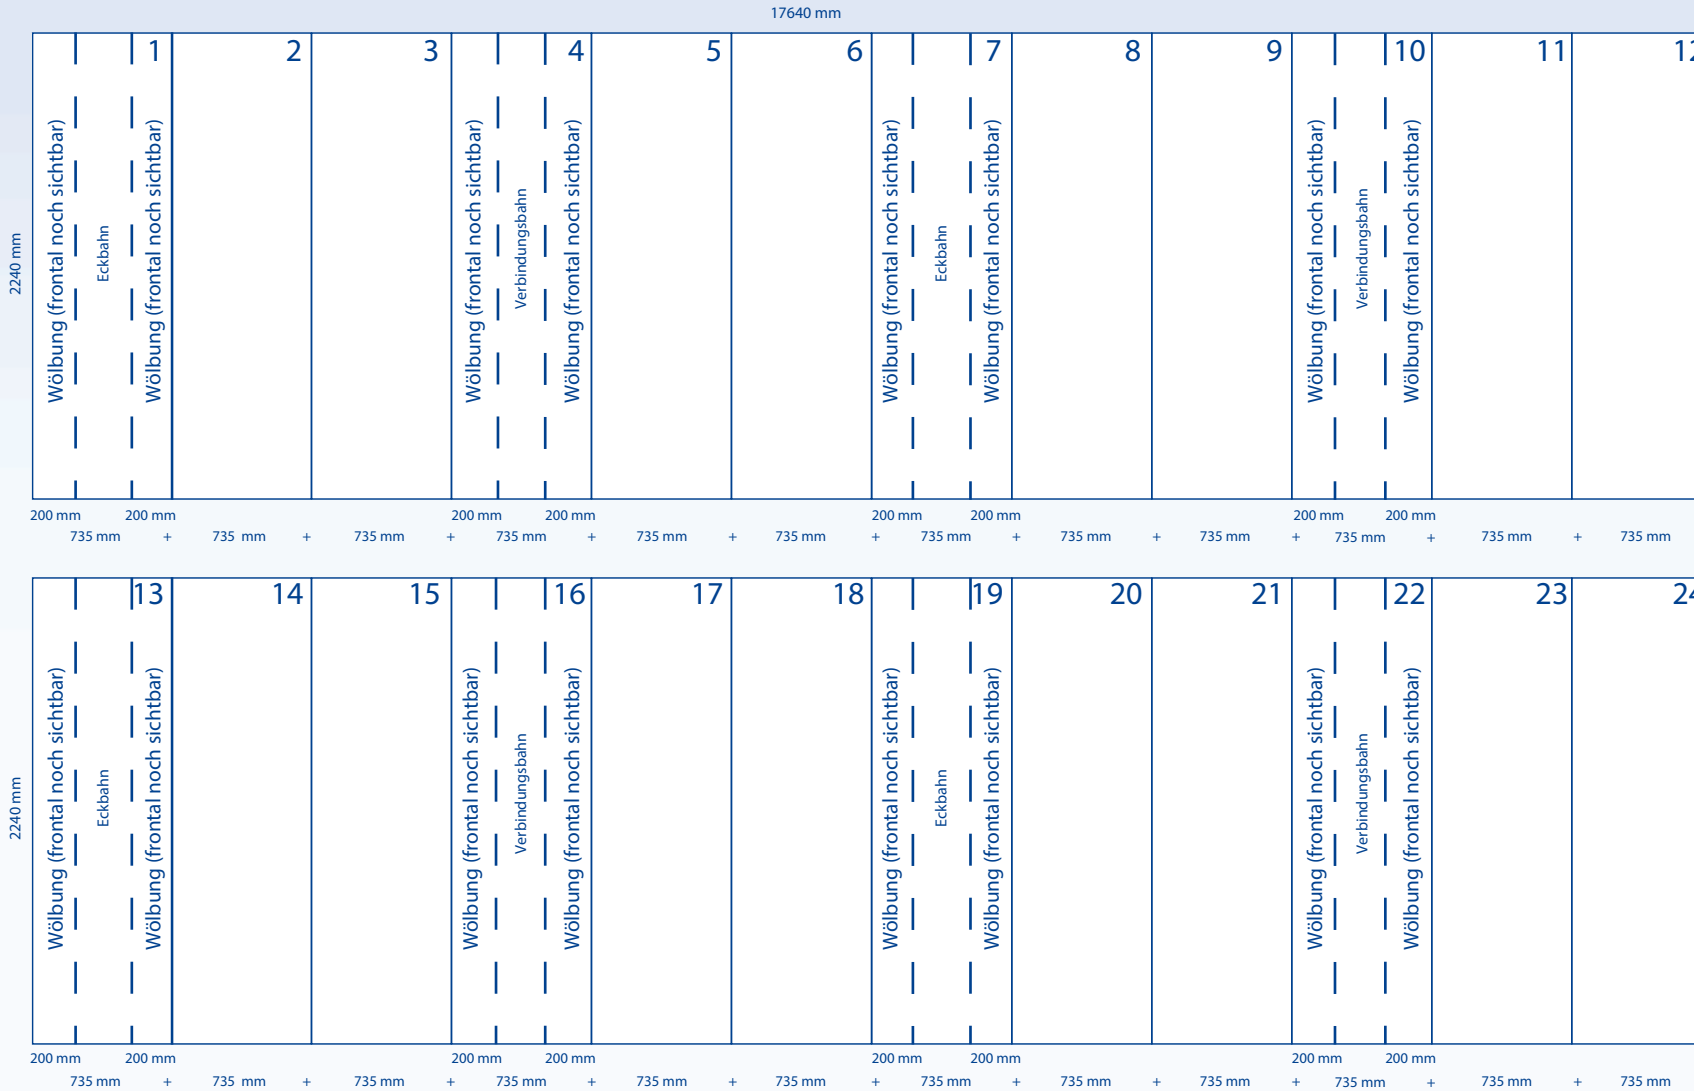 17640 mm
1 2 3 4 5 6 7 8 9 10 11 12
Wölbung (frontal noch sichtbar)
Eckbahn
Wölbung (frontal noch sichtbar)
Wölbung (frontal noch sichtbar)
Verbindungsbahn
Wölbung (frontal noch sichtbar)
Wölbung (frontal noch sichtbar)
Eckbahn
Wölbung (frontal noch sichtbar)
Wölbung (frontal noch sichtbar)
Verbindungsbahn
Wölbung (frontal noch sichtbar)
2240 mm
200 mm 200 mm 200 mm 200 mm 200 mm 200 mm 200 mm 200 mm
735 mm + 735 mm + 735 mm + 735 mm + 735 mm + 735 mm + 735 mm + 735 mm + 735 mm + 735 mm + 735 mm + 735 mm
13 14 15 16 17 18 19 20 21 22 23 24
Wölbung (frontal noch sichtbar)
Eckbahn
Wölbung (frontal noch sichtbar)
Wölbung (frontal noch sichtbar)
Verbindungsbahn
Wölbung (frontal noch sichtbar)
Wölbung (frontal noch sichtbar)
Eckbahn
Wölbung (frontal noch sichtbar)
Wölbung (frontal noch sichtbar)
Verbindungsbahn
Wölbung (frontal noch sichtbar)
2240 mm
200 mm 200 mm 200 mm 200 mm 200 mm 200 mm 200 mm 200 mm
735 mm + 735 mm + 735 mm + 735 mm + 735 mm + 735 mm + 735 mm + 735 mm + 735 mm + 735 mm + 735 mm + 735 mm